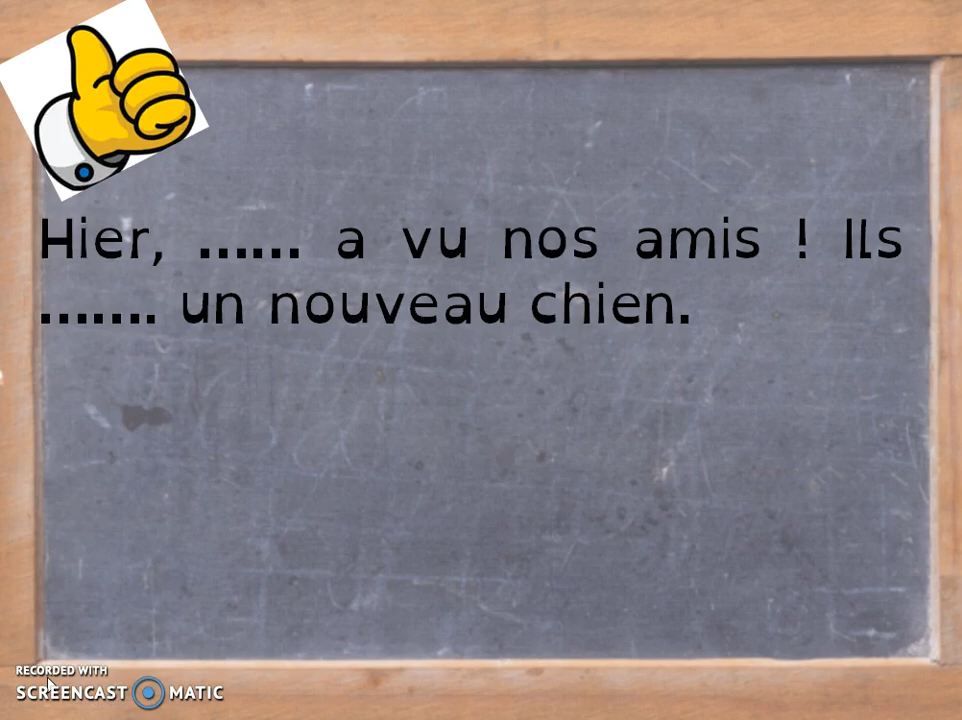 Hier, ...... a vu nos amis ! Ils
....... un nouveau chien.
RECORDED WITH
SCREENCAST MATIC